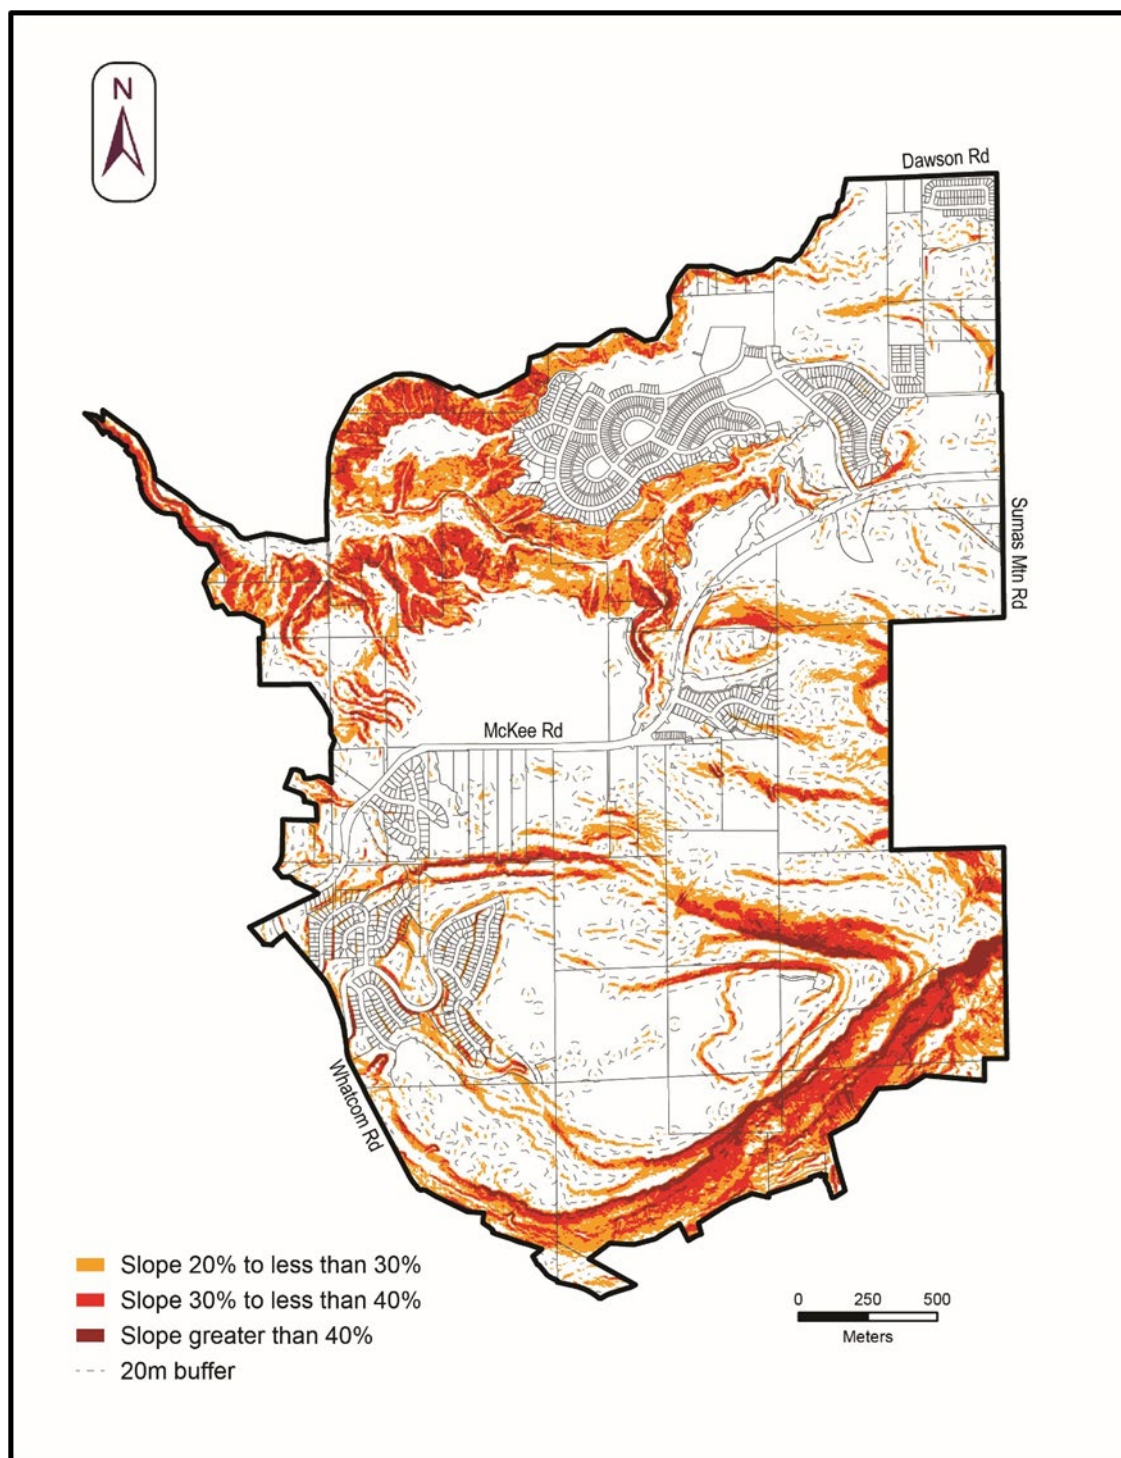 N
Dawson Rd
Sumas Mtn Rd
McKee Rd
Whatcom Rd
Slope 20% to less than 30%
Slope 30% to less than 40%
Slope greater than 40%
20m buffer
0 250 500
Meters